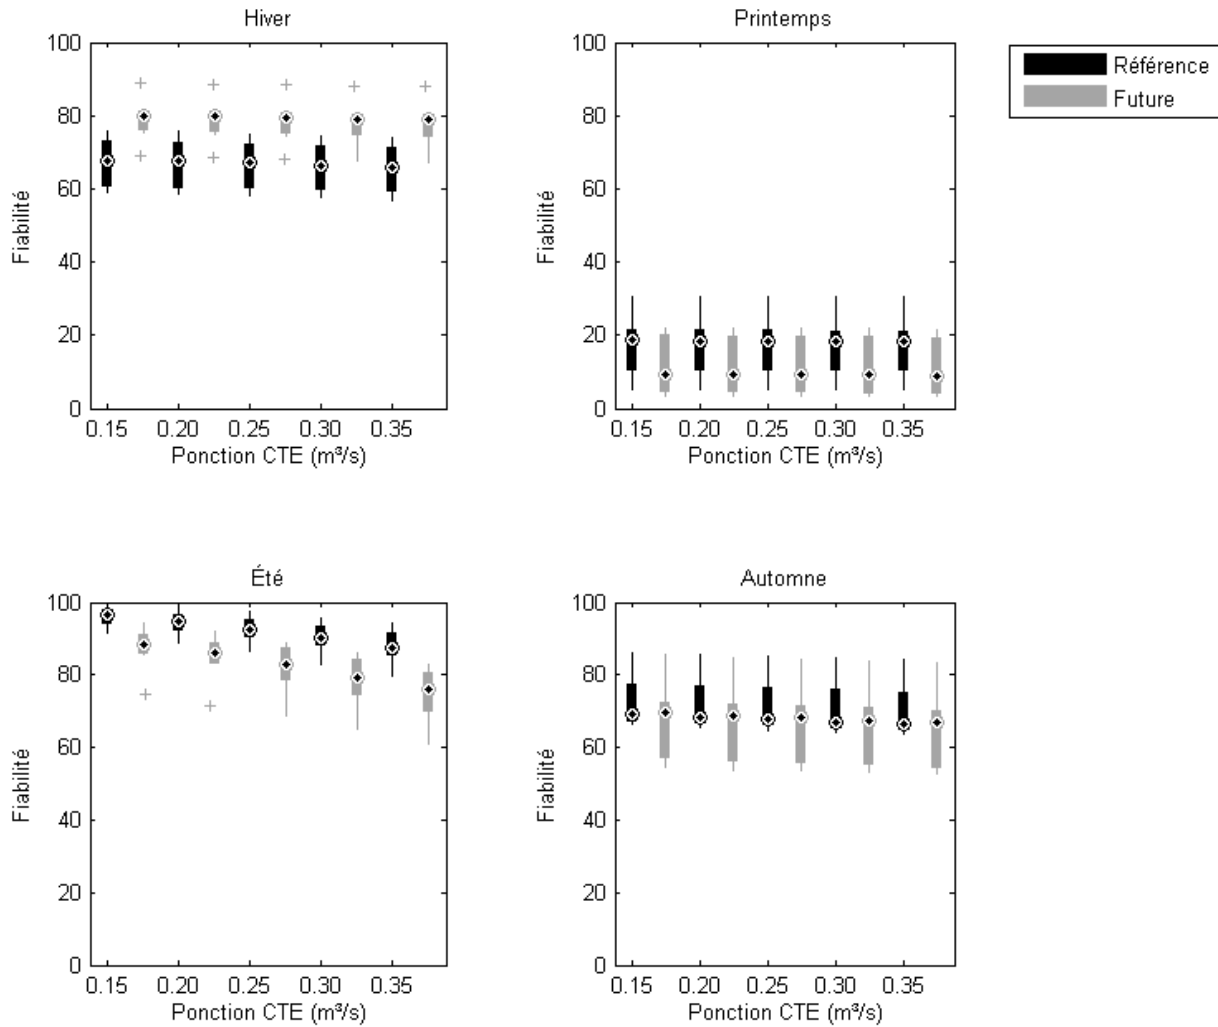 Hiver
100
80
60
40
20
0
Fiabilité
0.15 0.20 0.25 0.30 0.35
Ponction CTE (m³/s)
Printemps
100
80
60
40
20
0
Fiabilité
0.15 0.20 0.25 0.30 0.35
Ponction CTE (m³/s)
Référence
Future
Été
100
80
60
40
20
0
Fiabilité
0.15 0.20 0.25 0.30 0.35
Ponction CTE (m³/s)
Automne
100
80
60
40
20
0
Fiabilité
0.15 0.20 0.25 0.30 0.35
Ponction CTE (m³/s)